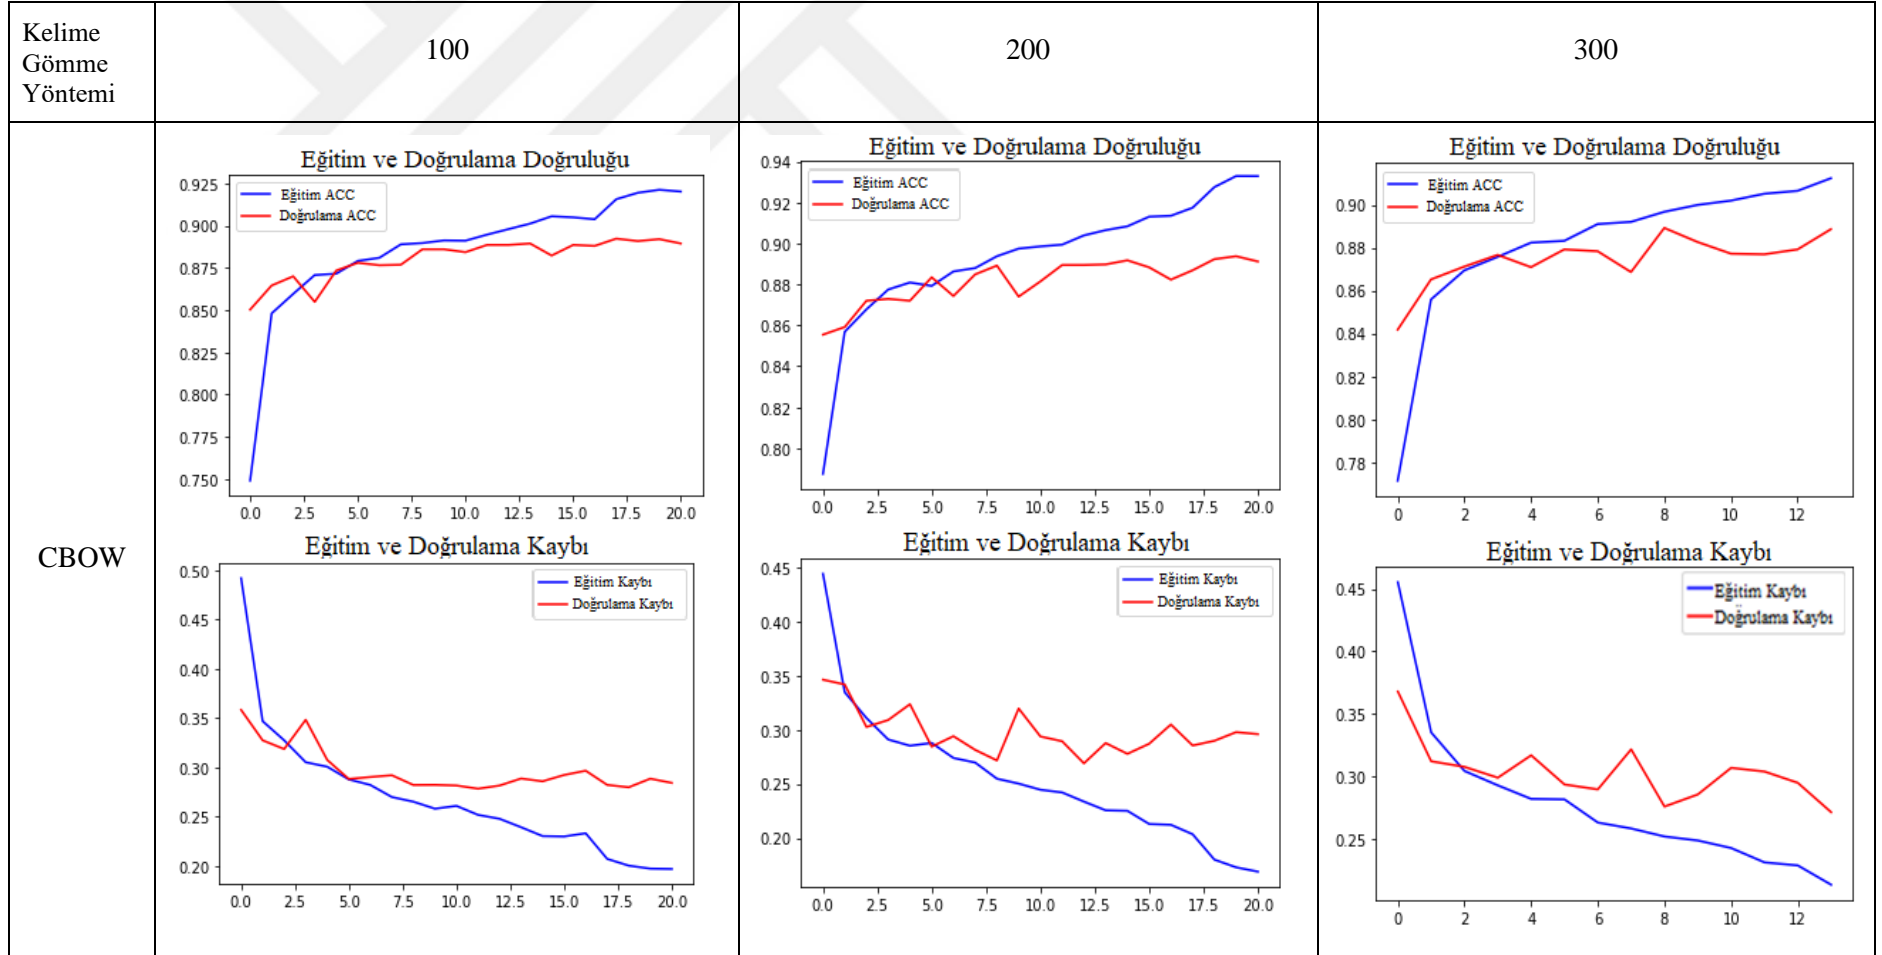 Kelime
Gömme
Yöntemi
100
200
300
CBOW
Eğitim ve Doğrulama Doğruluğu
Eğitim ACC
Doğrulama ACC
0.925
0.900
0.875
0.850
0.825
0.800
0.775
0.750
0.0 2.5 5.0 7.5 10.0 12.5 15.0 17.5 20.0
Eğitim ve Doğrulama Kaybı
Eğitim Kaybı
Doğrulama Kaybı
0.50
0.45
0.40
0.35
0.30
0.25
0.20
0.0 2.5 5.0 7.5 10.0 12.5 15.0 17.5 20.0
Eğitim ve Doğrulama Doğruluğu
Eğitim ACC
Doğrulama ACC
0.94
0.92
0.90
0.88
0.86
0.84
0.82
0.80
0.0 2.5 5.0 7.5 10.0 12.5 15.0 17.5 20.0
Eğitim ve Doğrulama Kaybı
Eğitim Kaybı
Doğrulama Kaybı
0.45
0.40
0.35
0.30
0.25
0.20
0.0 2.5 5.0 7.5 10.0 12.5 15.0 17.5 20.0
Eğitim ve Doğrulama Doğruluğu
Eğitim ACC
Doğrulama ACC
0.90
0.88
0.86
0.84
0.82
0.80
0.78
0 2 4 6 8 10 12
Eğitim ve Doğrulama Kaybı
Eğitim Kaybı
Doğrulama Kaybı
0.45
0.40
0.35
0.30
0.25
0 2 4 6 8 10 12